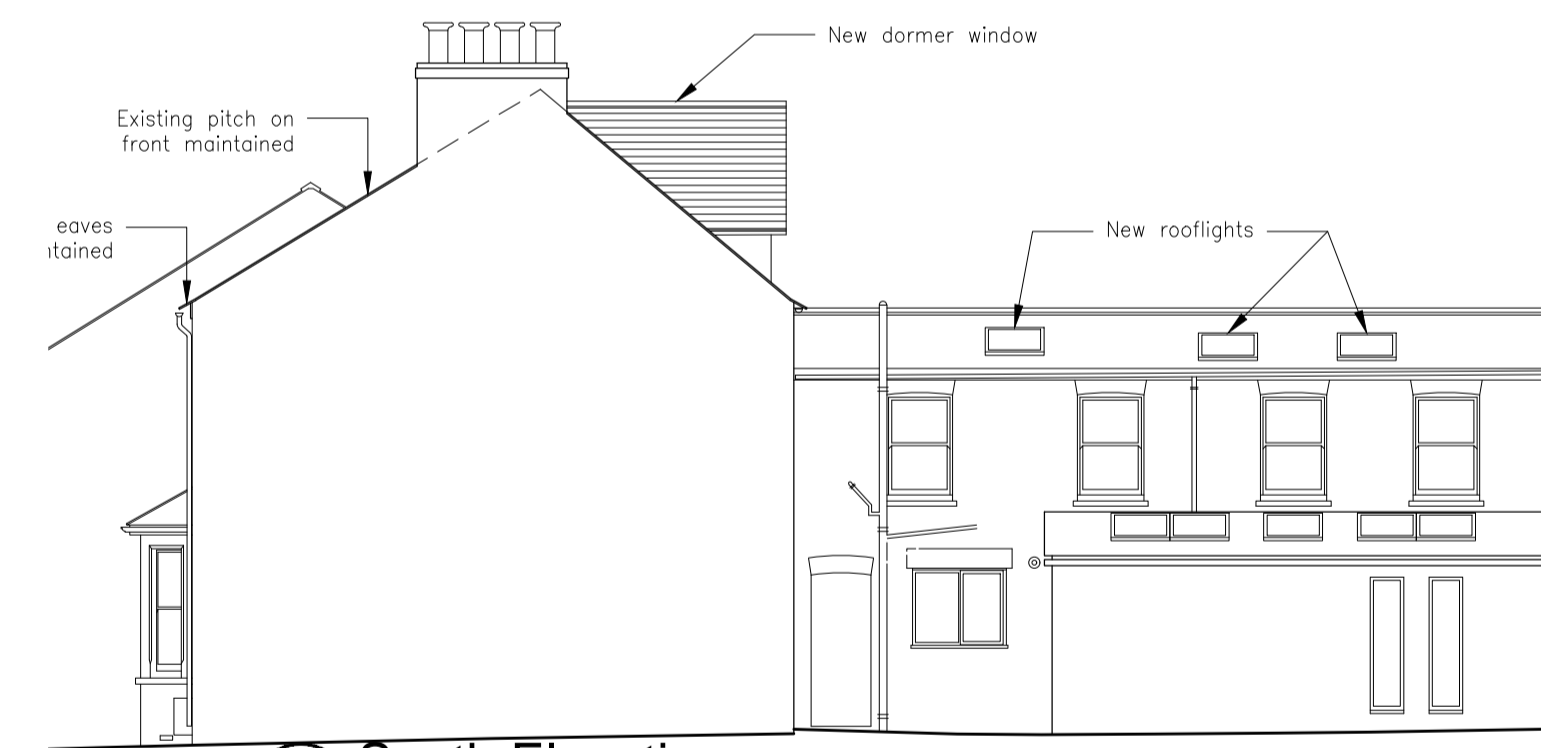 New dormer window
Existing pitch on
front maintained
eaves
New rooflights